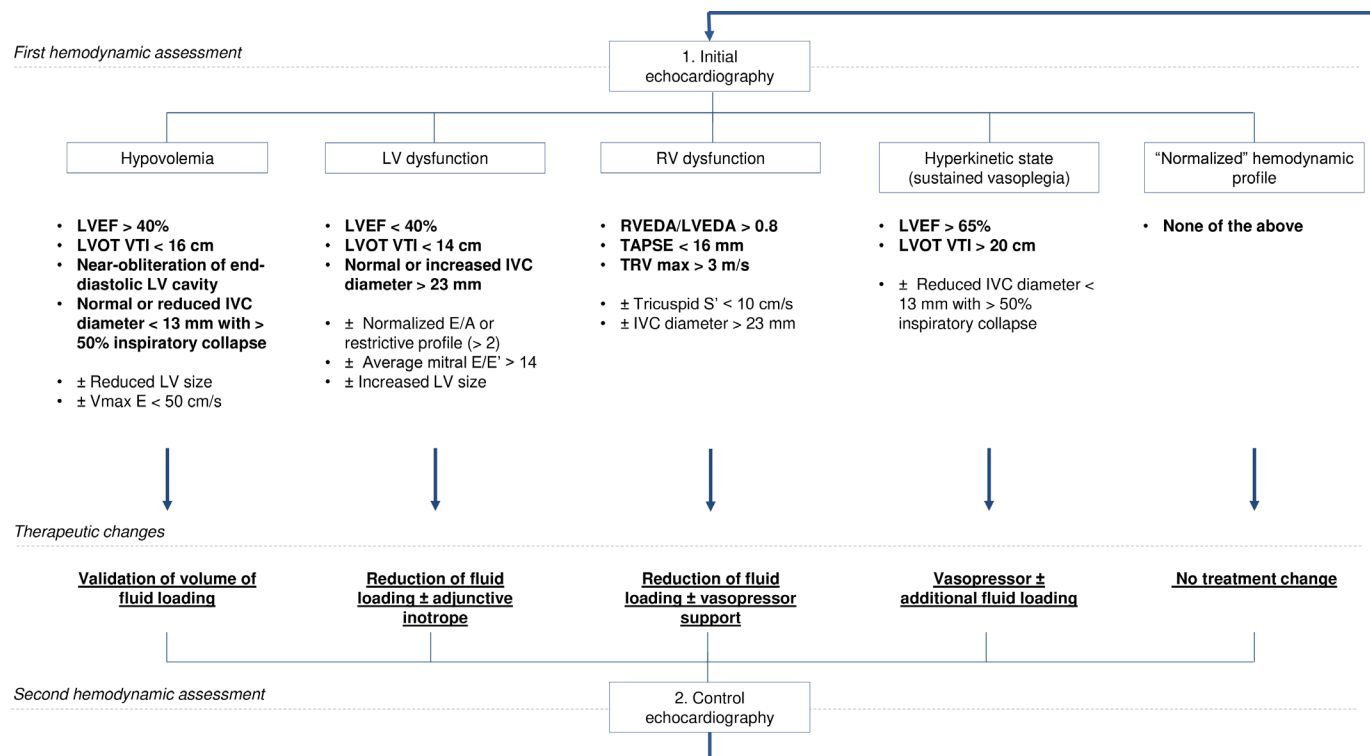 First hemodynamic assessment
1. Initial
echocardiography
Hypovolemia
LV dysfunction
RV dysfunction
Hyperkinetic state
(sustained vasoplegia)
“Normalized” hemodynamic
profile
• LVEF > 40%
• LVOT VTI < 16 cm
• Near-obliteration of end-
diastolic LV cavity
• Normal or reduced IVC
diameter < 13 mm with >
50% inspiratory collapse
• ± Reduced LV size
• ± Vmax E < 50 cm/s
• LVEF < 40%
• LVOT VTI < 14 cm
• Normal or increased IVC
diameter > 23 mm
• ± Normalized E/A or
restrictive profile (> 2)
• ± Average mitral E/E’ > 14
• ± Increased LV size
• RVEDA/LVEDA > 0.8
• TAPSE < 16 mm
• TRV max > 3 m/s
• ± Tricuspid S’ < 10 cm/s
• ± IVC diameter > 23 mm
• LVEF > 65%
• LVOT VTI > 20 cm
• ± Reduced IVC diameter <
13 mm with > 50%
inspiratory collapse
• None of the above
Therapeutic changes
Validation of volume of
fluid loading
Reduction of fluid
loading ± adjunctive
inotrope
Reduction of fluid
loading ± vasopressor
support
Vasopressor ±
additional fluid loading
No treatment change
Second hemodynamic assessment
2. Control
echocardiography